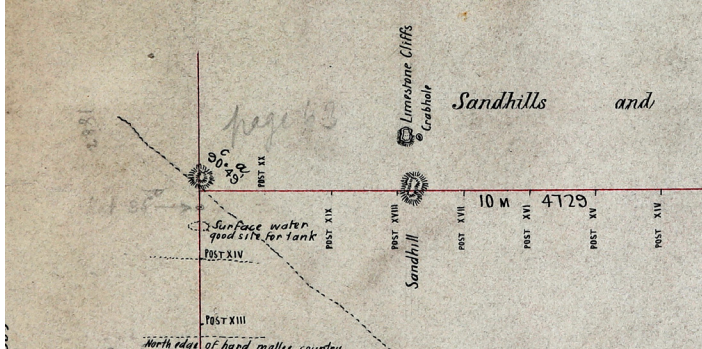 Limestone Cliffs
Crabhole
Sandhills and
page 63
90° 49'
POST XX
10 M 4729
POST XIX
POST XVIII
POST XVII
POST XVI
POST XV
POST XIV
Sandhill
Surface water
good site for tank
POST XIV
POST XIII
North edge of hard mallee country